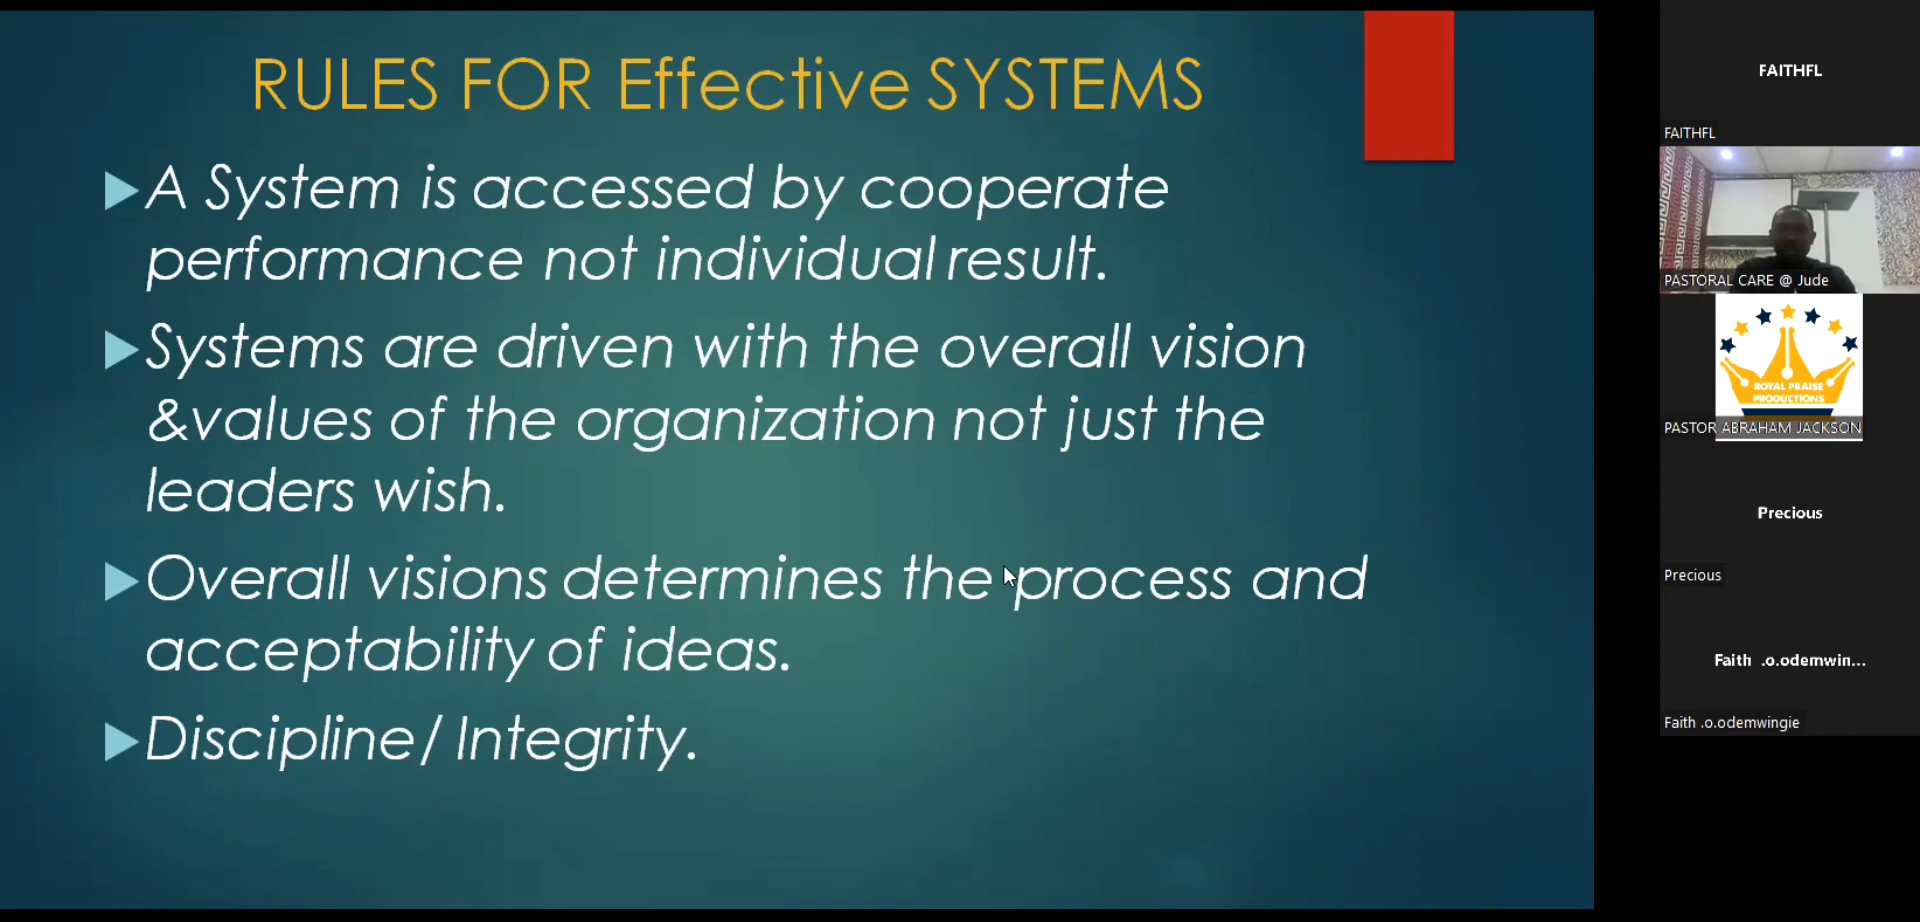 RULES FOR Effective SYSTEMS
A System is accessed by cooperate
performance not individual result.
Systems are driven with the overall vision
&values of the organization not just the
leaders wish.
Overall visions determines the process and
acceptability of ideas.
Discipline/ Integrity.
FAITHFL
FAITHFL
PASTORAL CARE @ Jude
ROYAL PRAISE
PRODUCTIONS
PASTOR ABRAHAM JACKSON
Precious
Precious
Faith .o.odemwin...
Faith .o.odemwingie